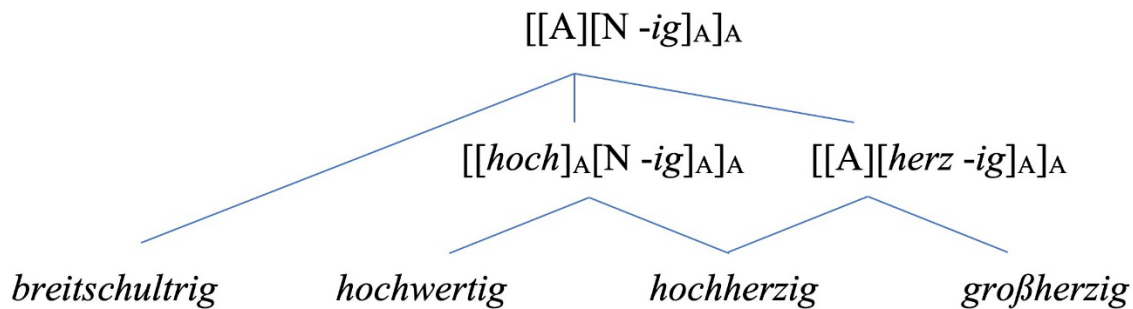 [[A][N -ig]A]A
[[hoch]A[N -ig]A]A [[A][herz -ig]A]A
breitschultrig hochwertig hochherzig großherzig